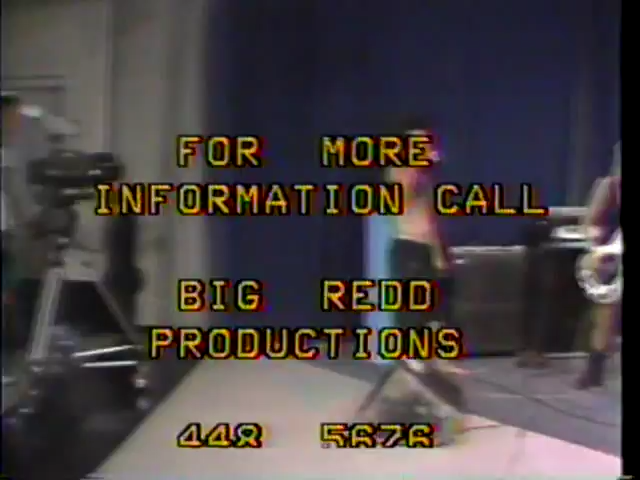 FOR MORE
INFORMATION CALL
BIG REDD
PRODUCTIONS
448 5676